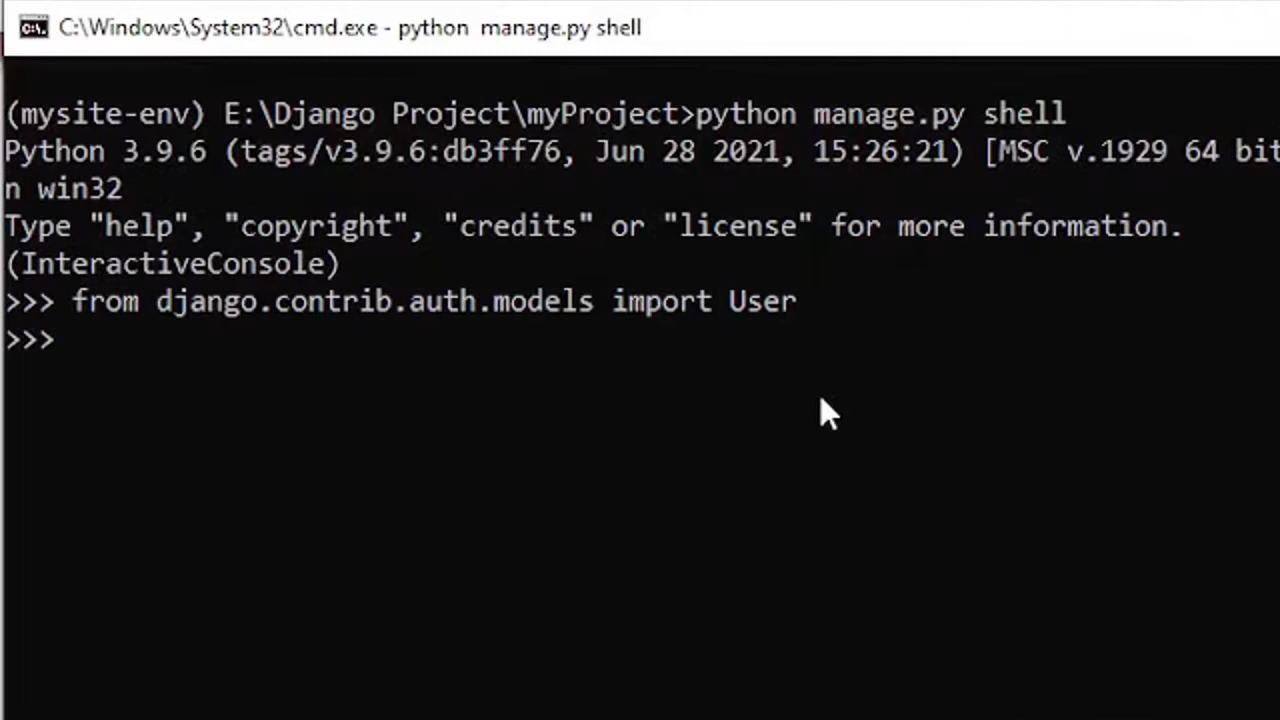 C:\Windows\System32\cmd.exe - python  manage.py shell
(mysite-env) E:\Django Project\myProject>python manage.py shell
Python 3.9.6 (tags/v3.9.6:db3ff76, Jun 28 2021, 15:26:21) [MSC v.1929 64 bit
n win32
Type "help", "copyright", "credits" or "license" for more information.
(InteractiveConsole)
>>> from django.contrib.auth.models import User
>>>